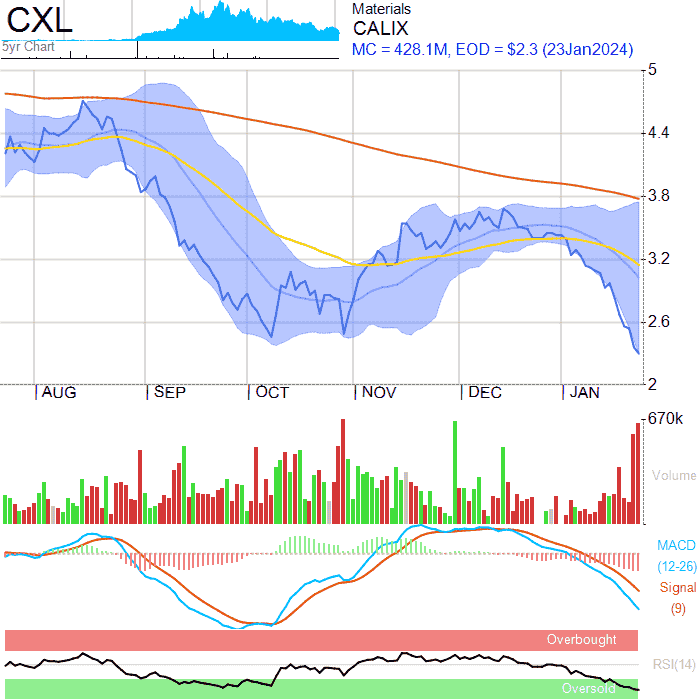 CXL
5yr Chart
Materials
CALIX
MC = 428.1M, EOD = $2.3 (23Jan2024)
5
4.4
3.8
3.2
2.6
2
AUG SEP OCT NOV DEC JAN
670k
Volume
MACD
(12-26)
Signal
(9)
Overbought
RSI(14)
Oversold